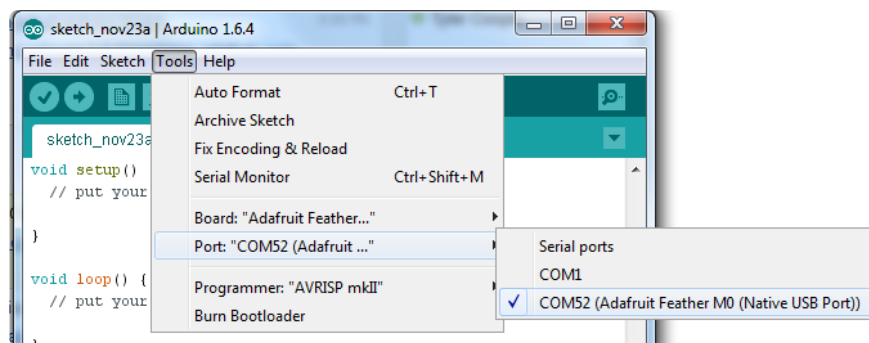 sketch_nov23a | Arduino 1.6.4
File Edit Sketch Tools Help
sketch_nov23a
void setup()
// put your
}
void loop() {
// put your
Auto Format Ctrl+T
Archive Sketch
Fix Encoding & Reload
Serial Monitor Ctrl+Shift+M
Board: "Adafruit Feather..."
Port: "COM52 (Adafruit ..."
Programmer: "AVRISP mkII"
Burn Bootloader
Serial ports
COM1
COM52 (Adafruit Feather M0 (Native USB Port))